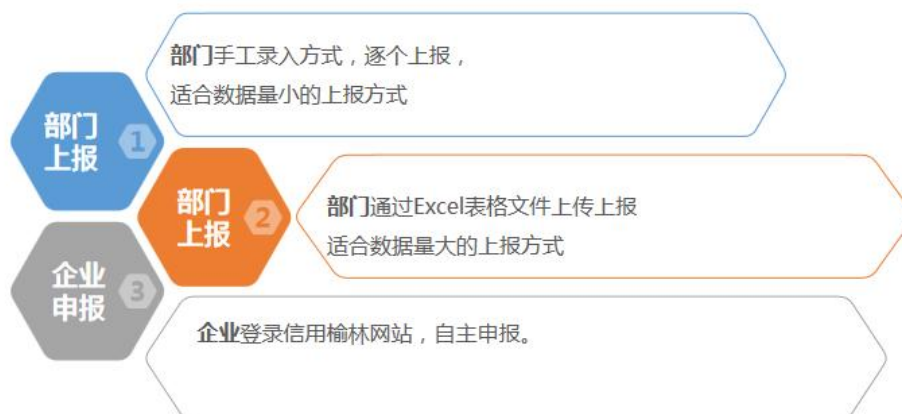 部门手工录入方式，逐个上报，
适合数据量小的上报方式
部门
上报
1
部门
上报
2
部门通过Excel表格文件上传上报
适合数据量大的上报方式
企业
申报
3
企业登录信用榆林网站，自主申报。